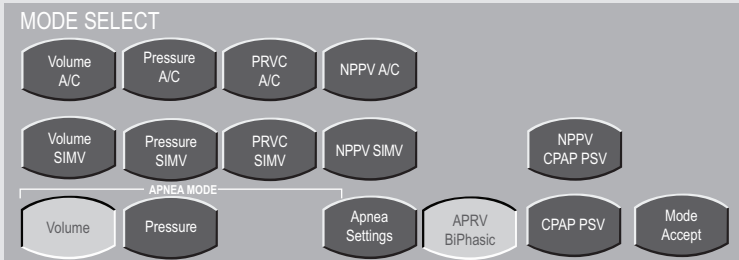 MODE SELECT
Volume
A/C
Pressure
A/C
PRVC
A/C
NPPV A/C
Volume
SIMV
Pressure
SIMV
PRVC
SIMV
NPPV SIMV
NPPV
CPAP PSV
APNEA MODE
Volume
Pressure
Apnea
Settings
APRV
BiPhasic
CPAP PSV
Mode
Accept